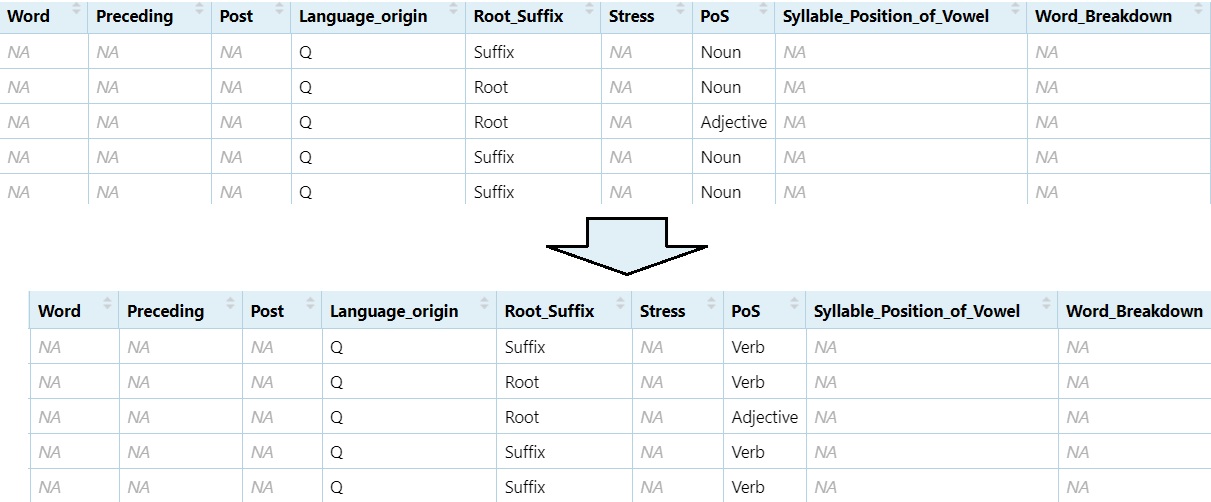 Word Preceding Post Language_origin Root_Suffix Stress PoS Syllable_Position_of_Vowel Word_Breakdown
NA NA NA Q Suffix NA Noun NA NA
NA NA NA Q Root NA Noun NA NA
NA NA NA Q Root NA Adjective NA NA
NA NA NA Q Suffix NA Noun NA NA
NA NA NA Q Suffix NA Noun NA NA
Word Preceding Post Language_origin Root_Suffix Stress PoS Syllable_Position_of_Vowel Word_Breakdown
NA NA NA Q Suffix NA Verb NA NA
NA NA NA Q Root NA Verb NA NA
NA NA NA Q Root NA Adjective NA NA
NA NA NA Q Suffix NA Verb NA NA
NA NA NA Q Suffix NA Verb NA NA